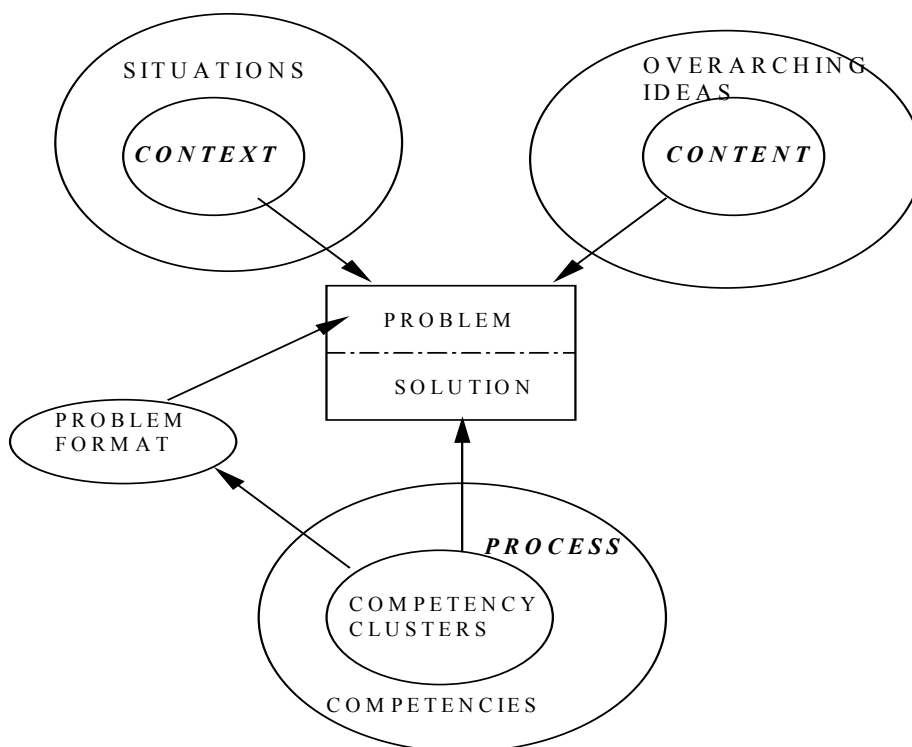 SITUATIONS
CONTEXT
OVERARCHING
IDEAS
CONTENT
PROBLEM
SOLUTION
PROBLEM
FORMAT
PROCESS
COMPETENCY
CLUSTERS
COMPETENCIES